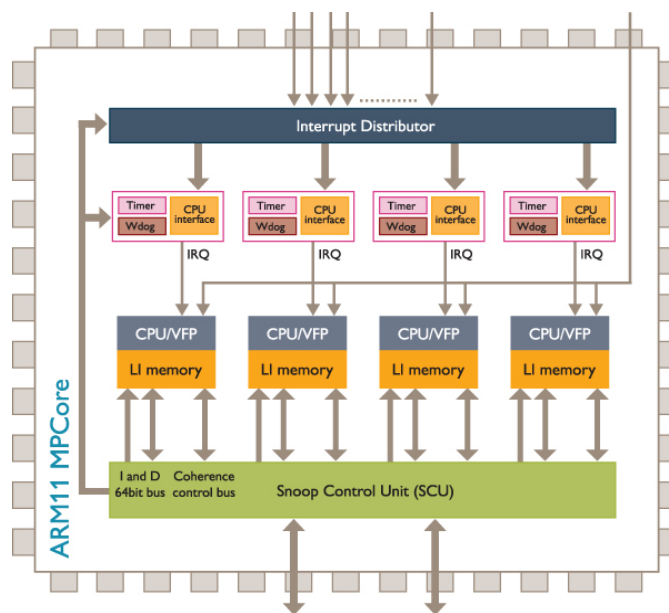 Interrupt Distributor
Timer
Wdog
CPU
interface
Timer
Wdog
CPU
interface
Timer
Wdog
CPU
interface
Timer
Wdog
CPU
interface
IRQ
IRQ
IRQ
IRQ
CPU/VFP
LI memory
CPU/VFP
LI memory
CPU/VFP
LI memory
CPU/VFP
LI memory
I and D
64bit bus
Coherence
control bus
Snoop Control Unit (SCU)
ARM11 MPCore